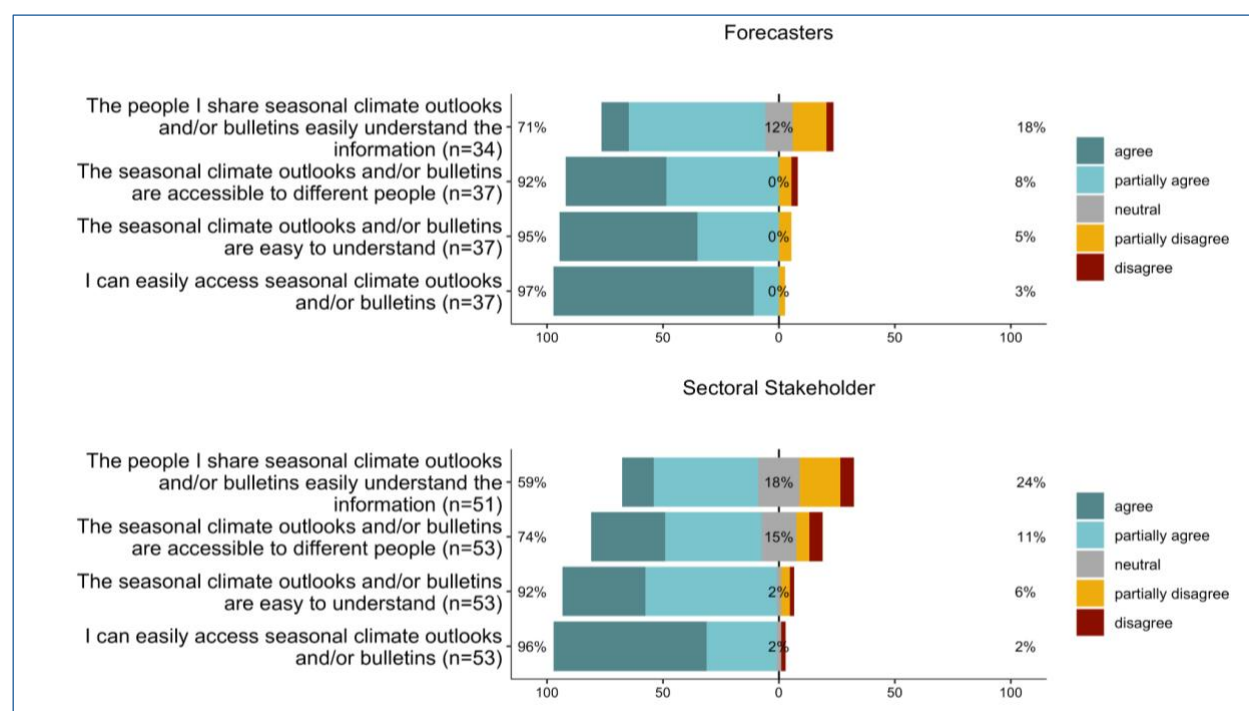 Forecasters
The people I share seasonal climate outlooks
and/or bulletins easily understand the
information (n=34)
71%
12%
18%
The seasonal climate outlooks and/or bulletins
are accessible to different people (n=37)
92%
0%
8%
The seasonal climate outlooks and/or bulletins
are easy to understand (n=37)
95%
0%
5%
I can easily access seasonal climate outlooks
and/or bulletins (n=37)
97%
0%
3%
100 50 0 50 100
agree
partially agree
neutral
partially disagree
disagree
Sectoral Stakeholder
The people I share seasonal climate outlooks
and/or bulletins easily understand the
information (n=51)
59%
18%
24%
The seasonal climate outlooks and/or bulletins
are accessible to different people (n=53)
74%
15%
11%
The seasonal climate outlooks and/or bulletins
are easy to understand (n=53)
92%
2%
6%
I can easily access seasonal climate outlooks
and/or bulletins (n=53)
96%
2%
2%
100 50 0 50 100
agree
partially agree
neutral
partially disagree
disagree